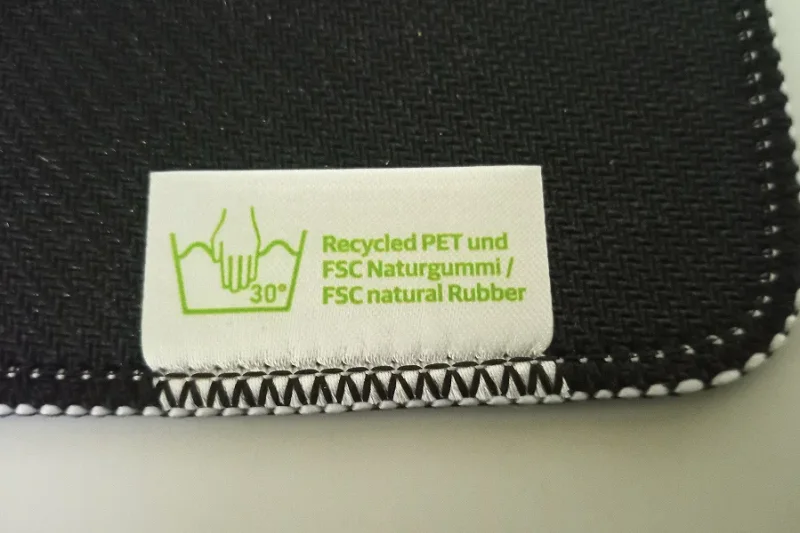 30°
Recycled PET und
FSC Naturgummi /
FSC natural Rubber